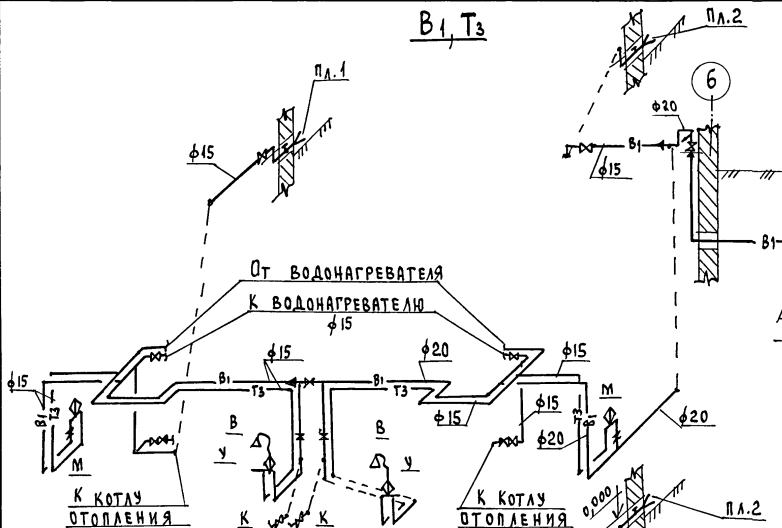 В1, Т3
Пл.2
Пл.1
6
ф20
ф15
В1
ф15
В1
От водонагревателя
К водонагревателю
ф15
ф15
ф20
ф15
В1
Т3
В1
Т3
ф15
В1
Т3
ф15
ф15
Т3
В1
М
ф20
ф20
В
У
В
У
М
К котлу
отопления
К
К
К котлу
отопления
0,000
Пл.2